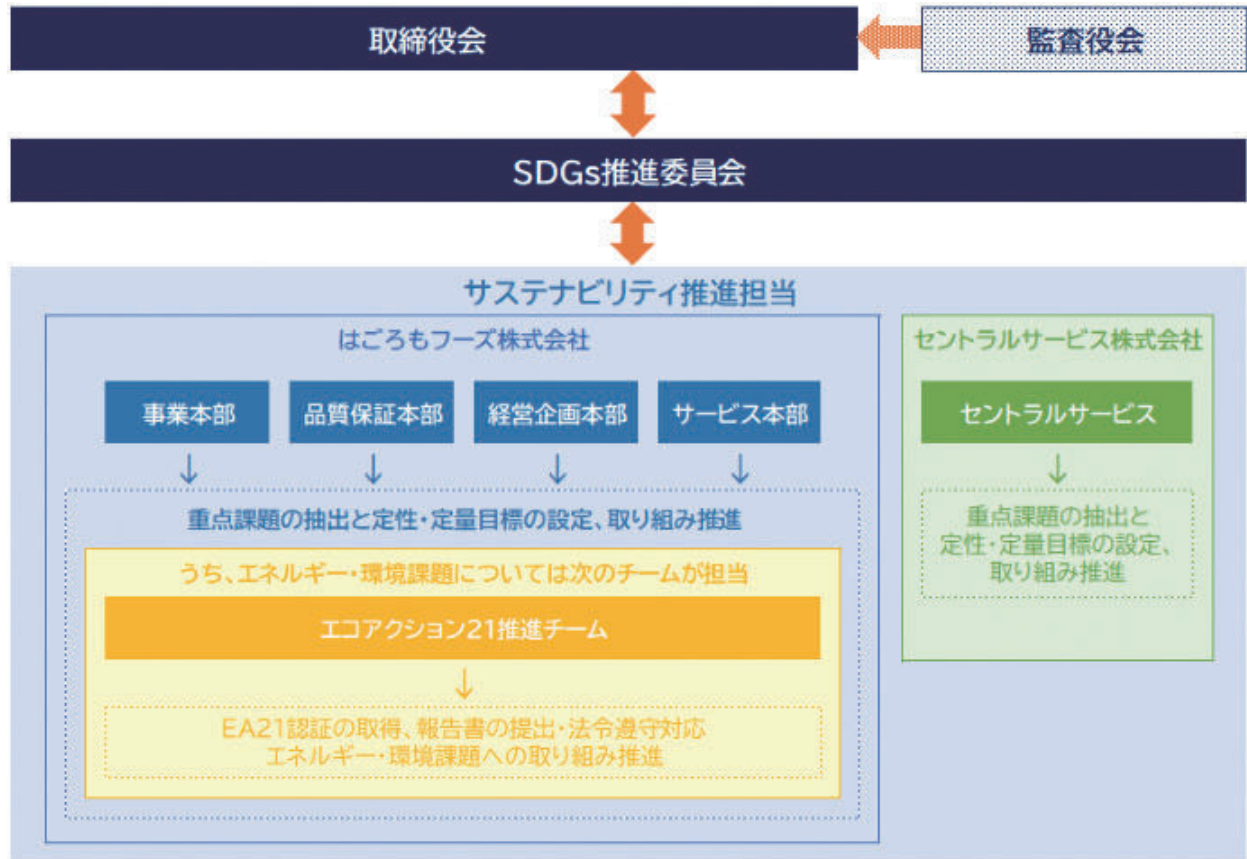 取締役会
監査役会
SDGs推進委員会
サステナビリティ推進担当
はごろもフーズ株式会社
事業本部
品質保証本部
経営企画本部
サービス本部
↓ ↓ ↓ ↓
重点課題の抽出と定性・定量目標の設定、取り組み推進
うち、エネルギー・環境課題については次のチームが担当
エコアクション21推進チーム
↓
EA21認証の取得、報告書の提出・法令遵守対応
エネルギー・環境課題への取り組み推進
セントラルサービス株式会社
セントラルサービス
↓
重点課題の抽出と
定性・定量目標の設定、
取り組み推進